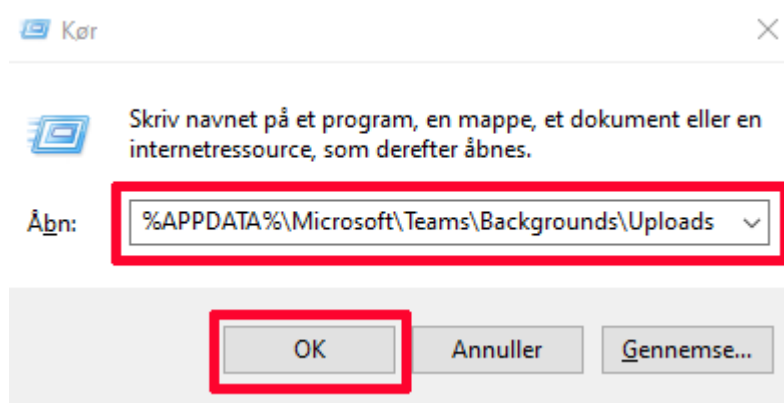 Kør
Skriv navnet på et program, en mappe, et dokument eller en
internetressource, som derefter åbnes.
Åbn:
%APPDATA%\Microsoft\Teams\Backgrounds\Uploads
OK
Annuller
Gennemse...